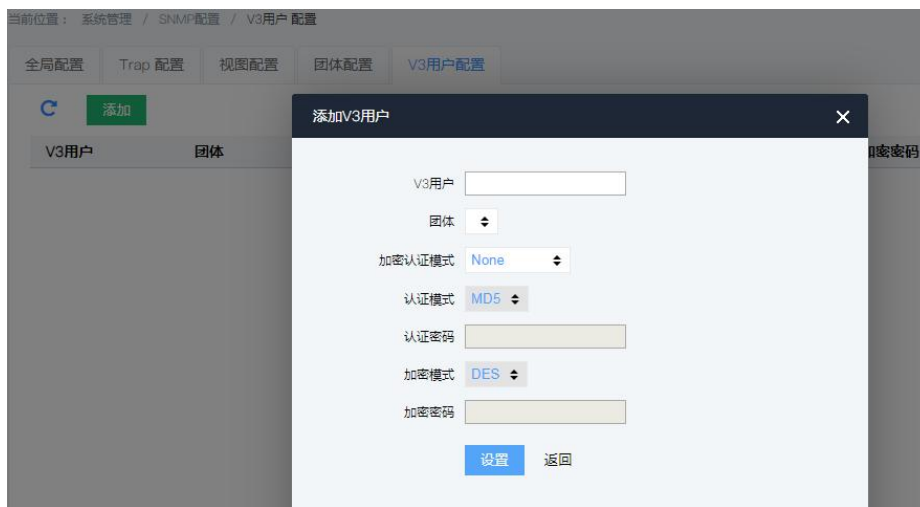 当前位置： 系统管理 / SNMP配置 / V3用户 配置
全局配置 Trap 配置 视图配置 团体配置 V3用户配置
添加
添加V3用户
V3用户 团体 加密密码
V3用户
团体
加密认证模式 None
认证模式 MD5
认证密码
加密模式 DES
加密密码
设置 返回